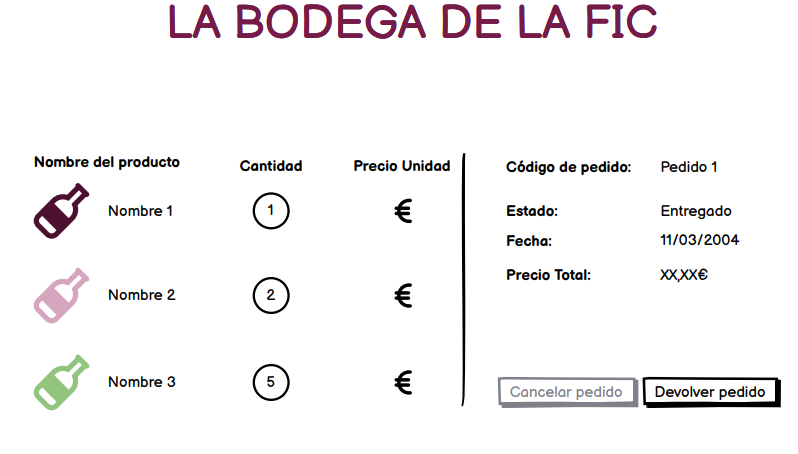 LA BODEGA DE LA FIC
Nombre del producto Cantidad Precio Unidad
Nombre 1 1 €
Nombre 2 2 €
Nombre 3 5 €
Código de pedido: Pedido 1
Estado: Entregado
Fecha: 11/03/2004
Precio Total: XX,XX€
Cancelar pedido Devolver pedido